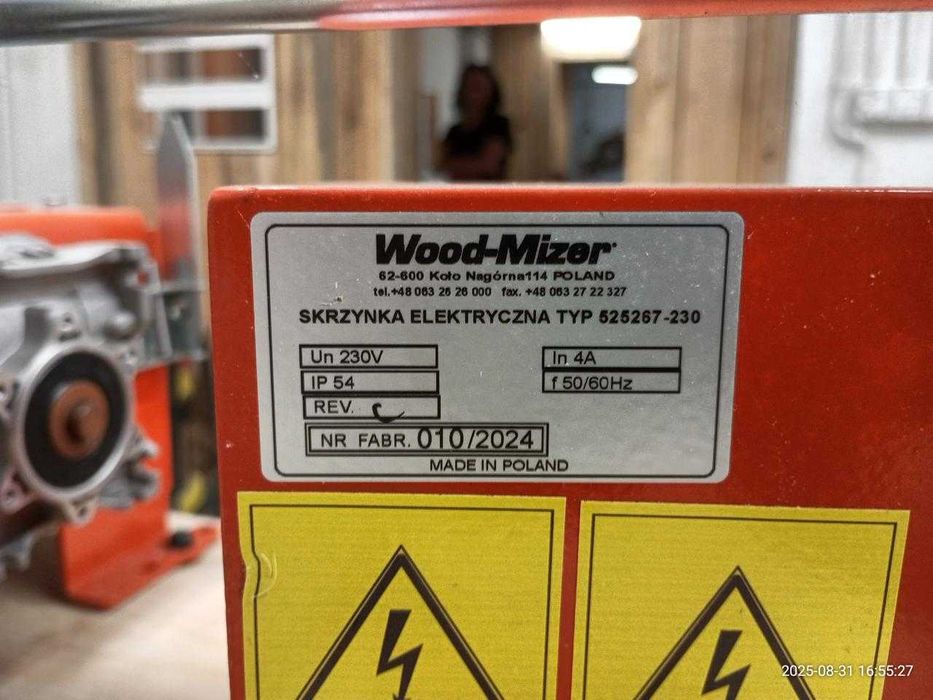 Wood-Mizer
62-600 Koło Nagórna114 POLAND
tel.+48 063 26 26 000 fax. +48 063 27 22 327
SKRZYNKA ELEKTRYCZNA TYP 525267-230
Un 230V
In 4A
IP 54
f 50/60Hz
REV. C
NR FABR. 010/2024
MADE IN POLAND
2025-08-31 16:55:27